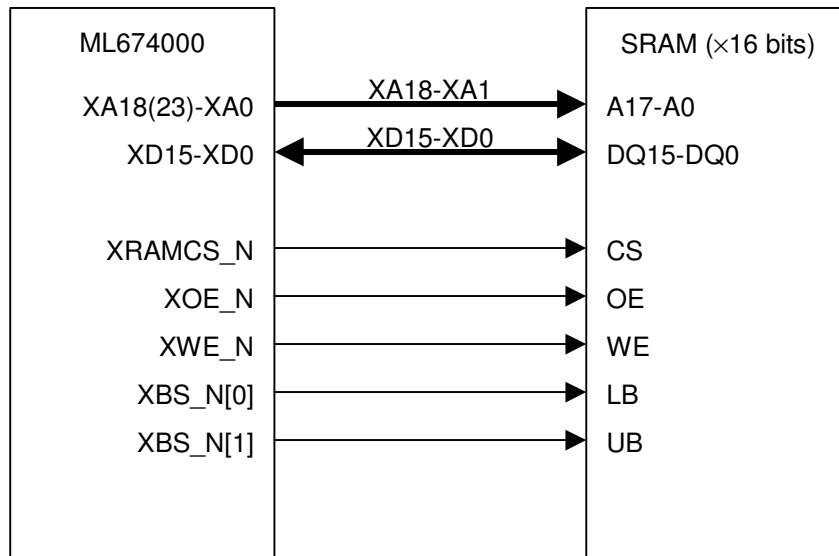 ML674000 SRAM (×16 bits)
XA18(23)-XA0 XA18-XA1 A17-A0
XD15-XD0 XD15-XD0 DQ15-DQ0
XRAMCS_N CS
XOE_N OE
XWE_N WE
XBS_N[0] LB
XBS_N[1] UB